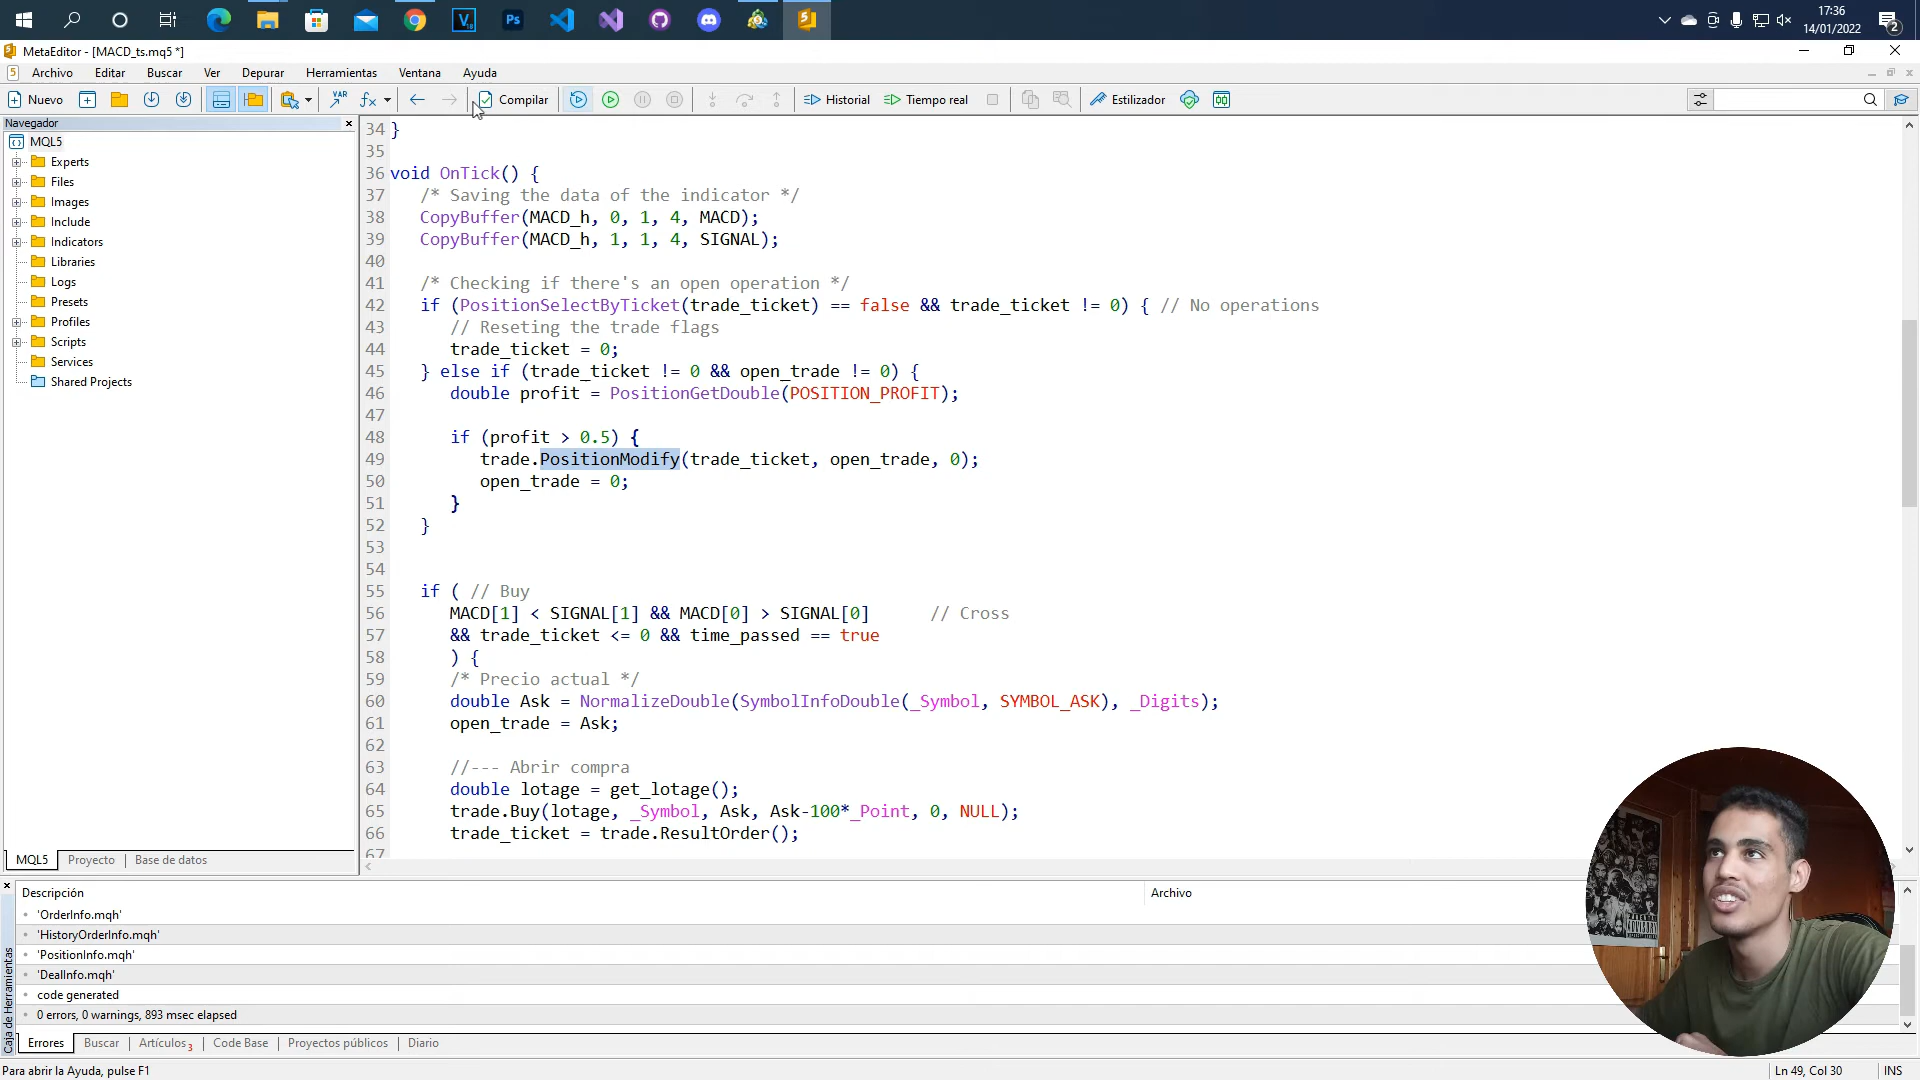 17:36
14/01/2022
2
MetaEditor - [MACD_ts.mq5 *]
Archivo Editar Buscar Ver Depurar Herramientas Ventana Ayuda
Nuevo Compilar Historial Tiempo real Estilizador
Navegador
MQL5
Experts
Files
Images
Include
Indicators
Libraries
Logs
Presets
Profiles
Scripts
Services
Shared Projects
MQL5 Proyecto Base de datos
34 }
35
36 void OnTick() {
37 /* Saving the data of the indicator */
38 CopyBuffer(MACD_h, 0, 1, 4, MACD);
39 CopyBuffer(MACD_h, 1, 1, 4, SIGNAL);
40
41 /* Checking if there's an open operation */
42 if (PositionSelectByTicket(trade_ticket) == false && trade_ticket != 0) { // No operations
43 // Reseting the trade flags
44 trade_ticket = 0;
45 } else if (trade_ticket != 0 && open_trade != 0) {
46 double profit = PositionGetDouble(POSITION_PROFIT);
47
48 if (profit > 0.5) {
49 trade.PositionModify(trade_ticket, open_trade, 0);
50 open_trade = 0;
51 }
52 }
53
54
55 if ( // Buy
56 MACD[1] < SIGNAL[1] && MACD[0] > SIGNAL[0] // Cross
57 && trade_ticket <= 0 && time_passed == true
58 ) {
59 /* Precio actual */
60 double Ask = NormalizeDouble(SymbolInfoDouble(_Symbol, SYMBOL_ASK), _Digits);
61 open_trade = Ask;
62
63 //--- Abrir compra
64 double lotage = get_lotage();
65 trade.Buy(lotage, _Symbol, Ask, Ask-100*_Point, 0, NULL);
66 trade_ticket = trade.ResultOrder();
67
Descripción Archivo
'OrderInfo.mqh'
'HistoryOrderInfo.mqh'
'PositionInfo.mqh'
'DealInfo.mqh'
code generated
0 errors, 0 warnings, 893 msec elapsed
Caja de Herramientas
Errores Buscar Artículos 3 Code Base Proyectos públicos Diario
Para abrir la Ayuda, pulse F1 Ln 49, Col 30 INS